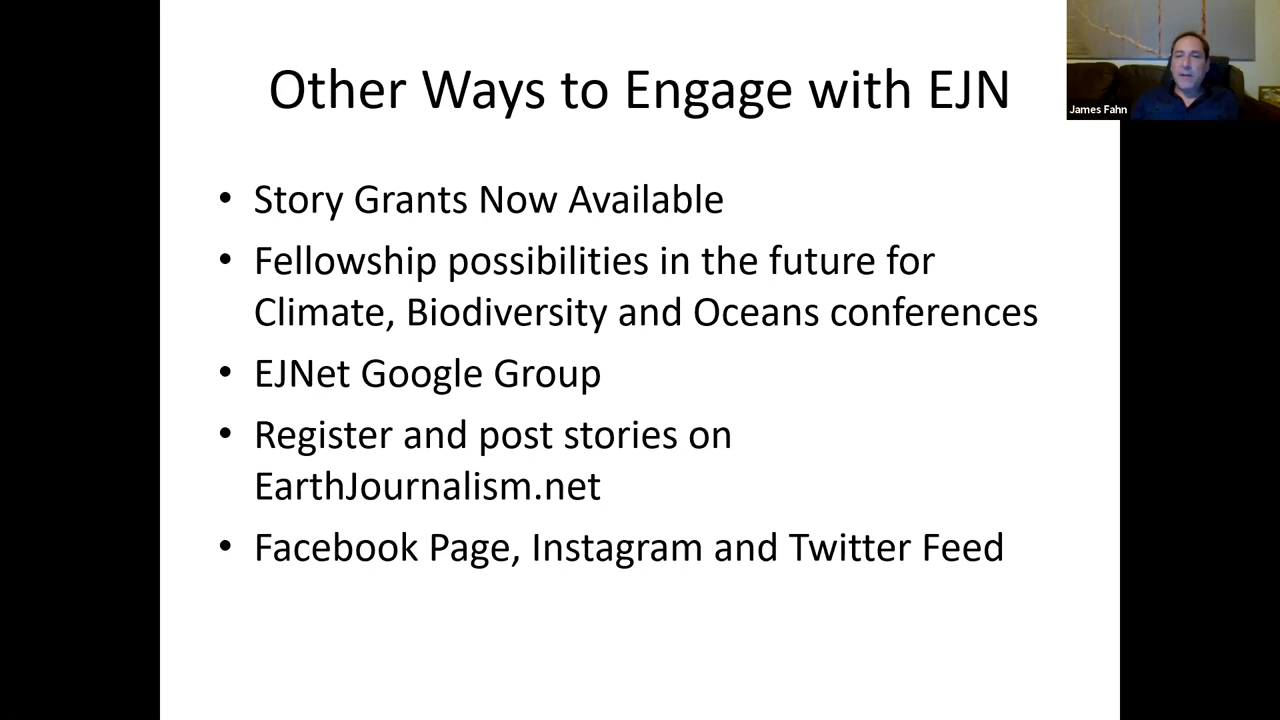 Other Ways to Engage with EJN
James Fahn
• Story Grants Now Available
• Fellowship possibilities in the future for
Climate, Biodiversity and Oceans conferences
• EJNet Google Group
• Register and post stories on
EarthJournalism.net
• Facebook Page, Instagram and Twitter Feed